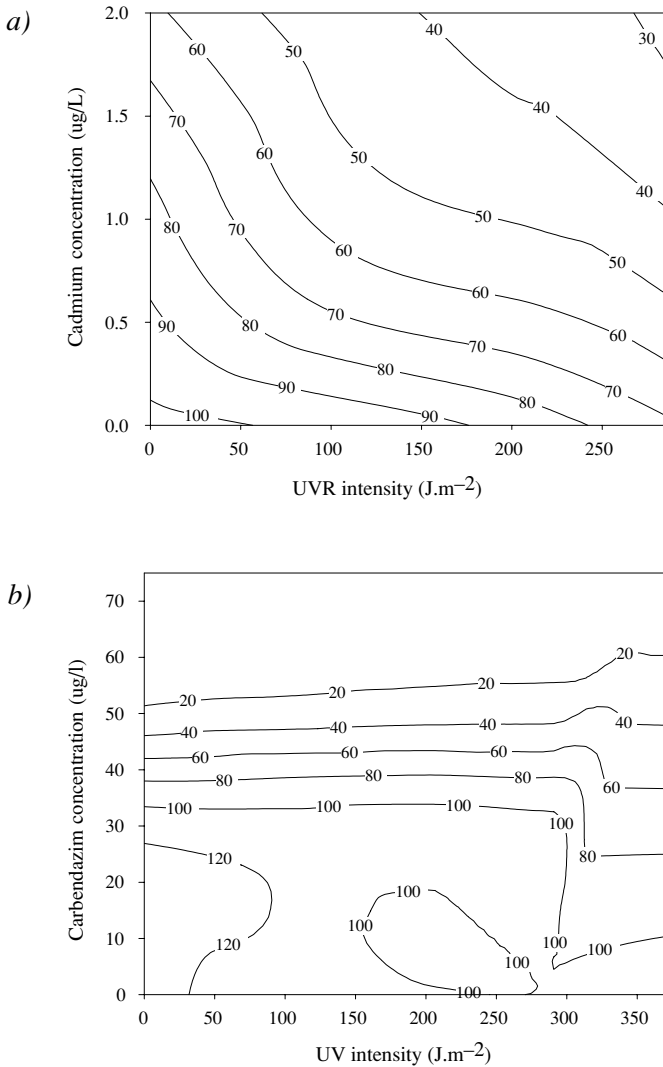 a)
Cadmium concentration (ug/L)
2.0
1.5
1.0
0.5
0.0
60 50 40 30
70 60 50 40
80 70 60 50 40
90 80 70 60 50
100 90 80 70 60
90 80 70
0 50 100 150 200 250
UVR intensity (J.m−2)
b)
Carbendazim concentration (ug/l)
70
60
50
40
30
20
10
0
20 20 20 20
40 40 40 40
60 60 60 60
80 80 80 80
100 100 100 100
120 120
100 100 100
100 100
0 50 100 150 200 250 300 350
UV intensity (J.m−2)